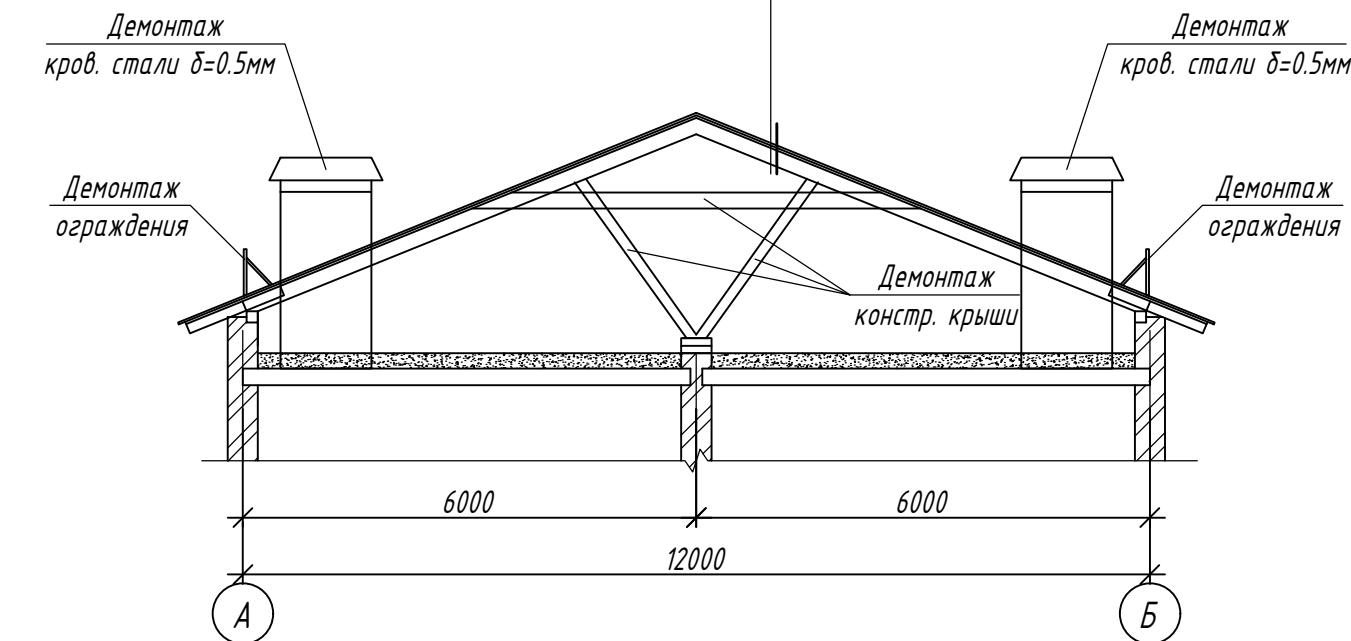 Демонтаж
кров. стали δ=0.5мм
Демонтаж
кров. стали δ=0.5мм
Демонтаж
ограждения
Демонтаж
ограждения
Демонтаж
констр. крыши
6000
6000
12000
А
Б